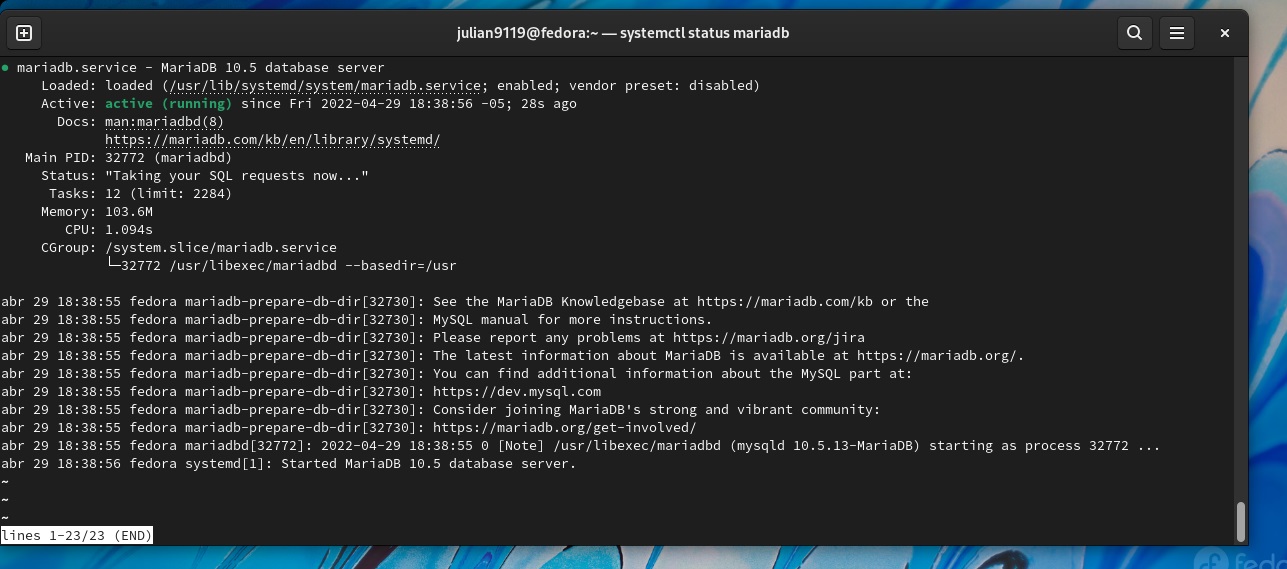 julian9119@fedora:~ — systemctl status mariadb
● mariadb.service - MariaDB 10.5 database server
Loaded: loaded (/usr/lib/systemd/system/mariadb.service; enabled; vendor preset: disabled)
Active: active (running) since Fri 2022-04-29 18:38:56 -05; 28s ago
Docs: man:mariadbd(8)
https://mariadb.com/kb/en/library/systemd/
Main PID: 32772 (mariadbd)
Status: "Taking your SQL requests now..."
Tasks: 12 (limit: 2284)
Memory: 103.6M
CPU: 1.094s
CGroup: /system.slice/mariadb.service
└─32772 /usr/libexec/mariadbd --basedir=/usr
abr 29 18:38:55 fedora mariadb-prepare-db-dir[32730]: See the MariaDB Knowledgebase at https://mariadb.com/kb or the
abr 29 18:38:55 fedora mariadb-prepare-db-dir[32730]: MySQL manual for more instructions.
abr 29 18:38:55 fedora mariadb-prepare-db-dir[32730]: Please report any problems at https://mariadb.org/jira
abr 29 18:38:55 fedora mariadb-prepare-db-dir[32730]: The latest information about MariaDB is available at https://mariadb.org/.
abr 29 18:38:55 fedora mariadb-prepare-db-dir[32730]: You can find additional information about the MySQL part at:
abr 29 18:38:55 fedora mariadb-prepare-db-dir[32730]: https://dev.mysql.com
abr 29 18:38:55 fedora mariadb-prepare-db-dir[32730]: Consider joining MariaDB's strong and vibrant community:
abr 29 18:38:55 fedora mariadb-prepare-db-dir[32730]: https://mariadb.org/get-involved/
abr 29 18:38:55 fedora mariadbd[32772]: 2022-04-29 18:38:55 0 [Note] /usr/libexec/mariadbd (mysqld 10.5.13-MariaDB) starting as process 32772 ...
abr 29 18:38:56 fedora systemd[1]: Started MariaDB 10.5 database server.
~
~
~
lines 1-23/23 (END)